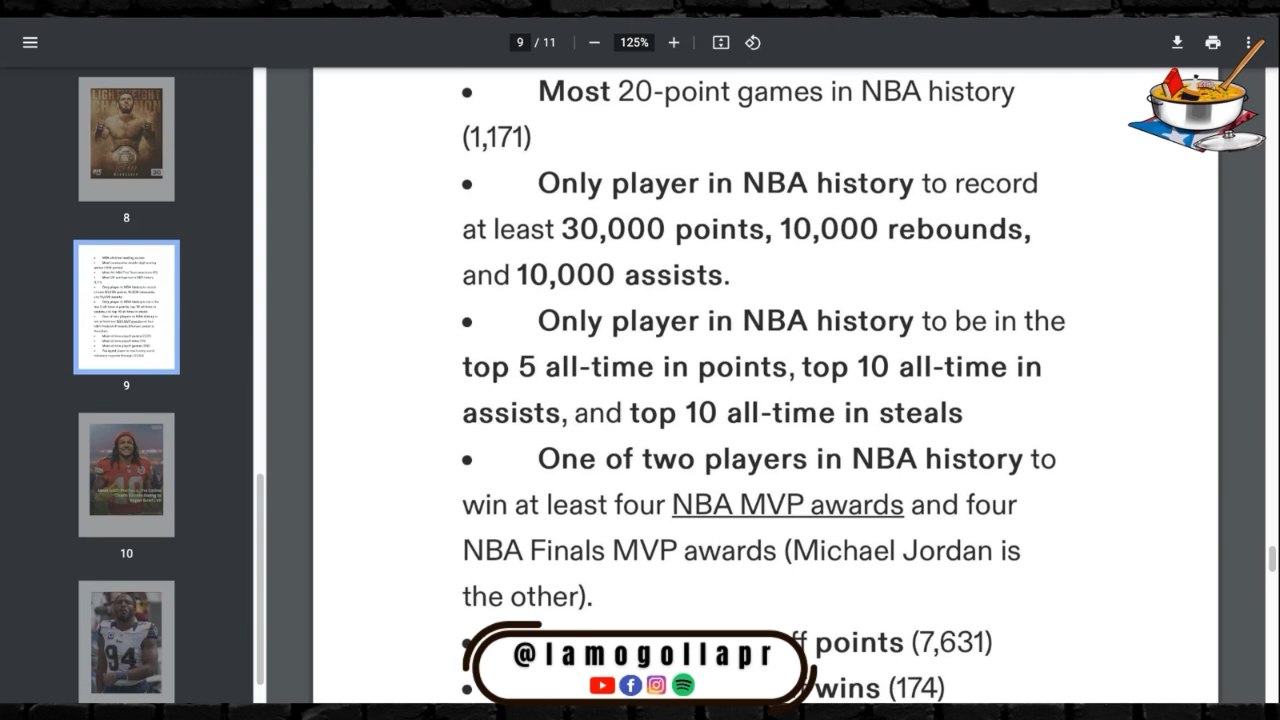 9 / 11
125%
8
9
10
94
• Most 20-point games in NBA history
(1,171)
• Only player in NBA history to record
at least 30,000 points, 10,000 rebounds,
and 10,000 assists.
• Only player in NBA history to be in the
top 5 all-time in points, top 10 all-time in
assists, and top 10 all-time in steals
• One of two players in NBA history to
win at least four NBA MVP awards and four
NBA Finals MVP awards (Michael Jordan is
the other).
points (7,631)
wins (174)
@lamogollapr